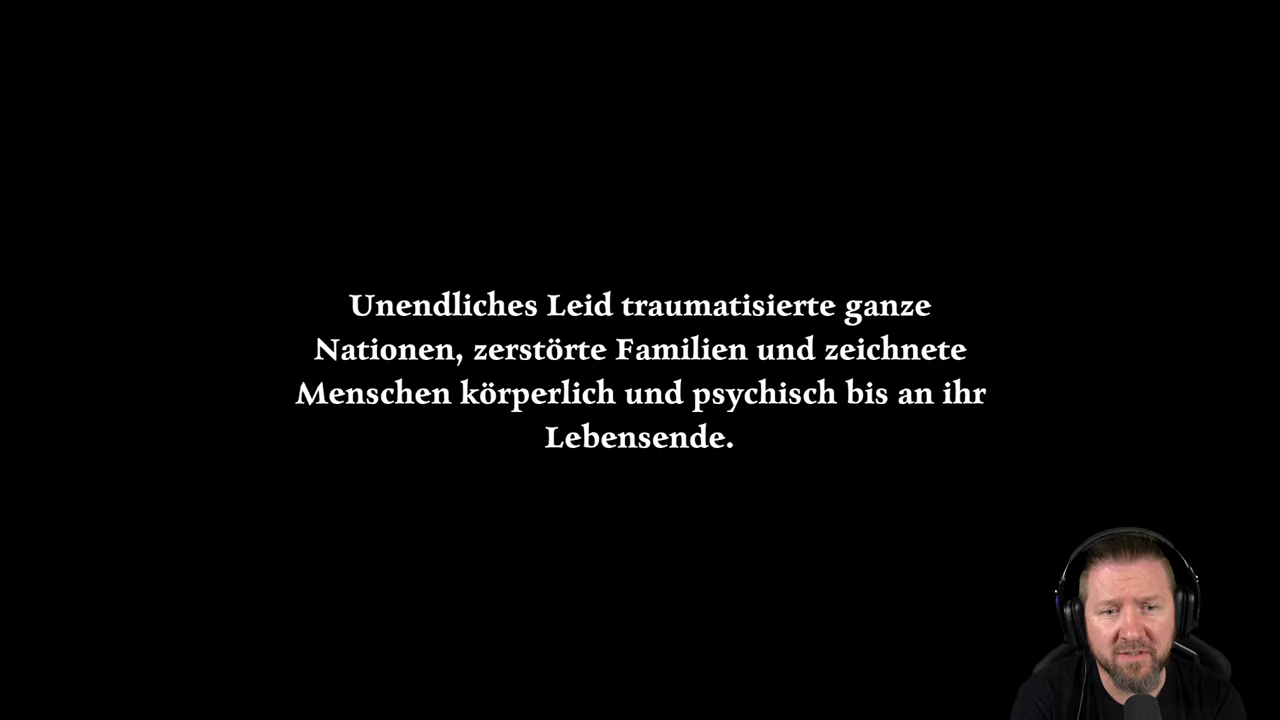 Unendliches Leid traumatisierte ganze
Nationen, zerstörte Familien und zeichnete
Menschen körperlich und psychisch bis an ihr
Lebensende.